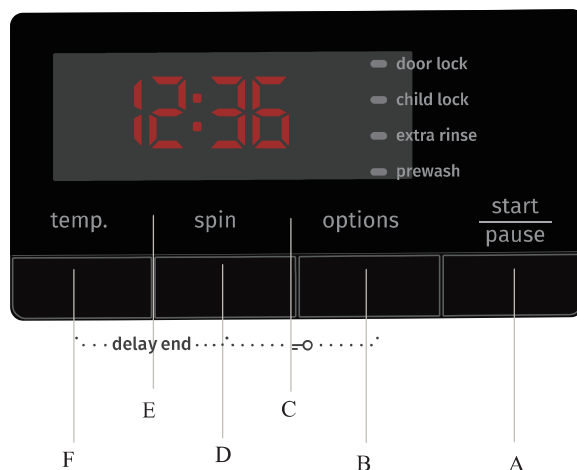 12:36
door lock
child lock
extra rinse
prewash
temp. spin options start
pause
delay end
E C
F D B A